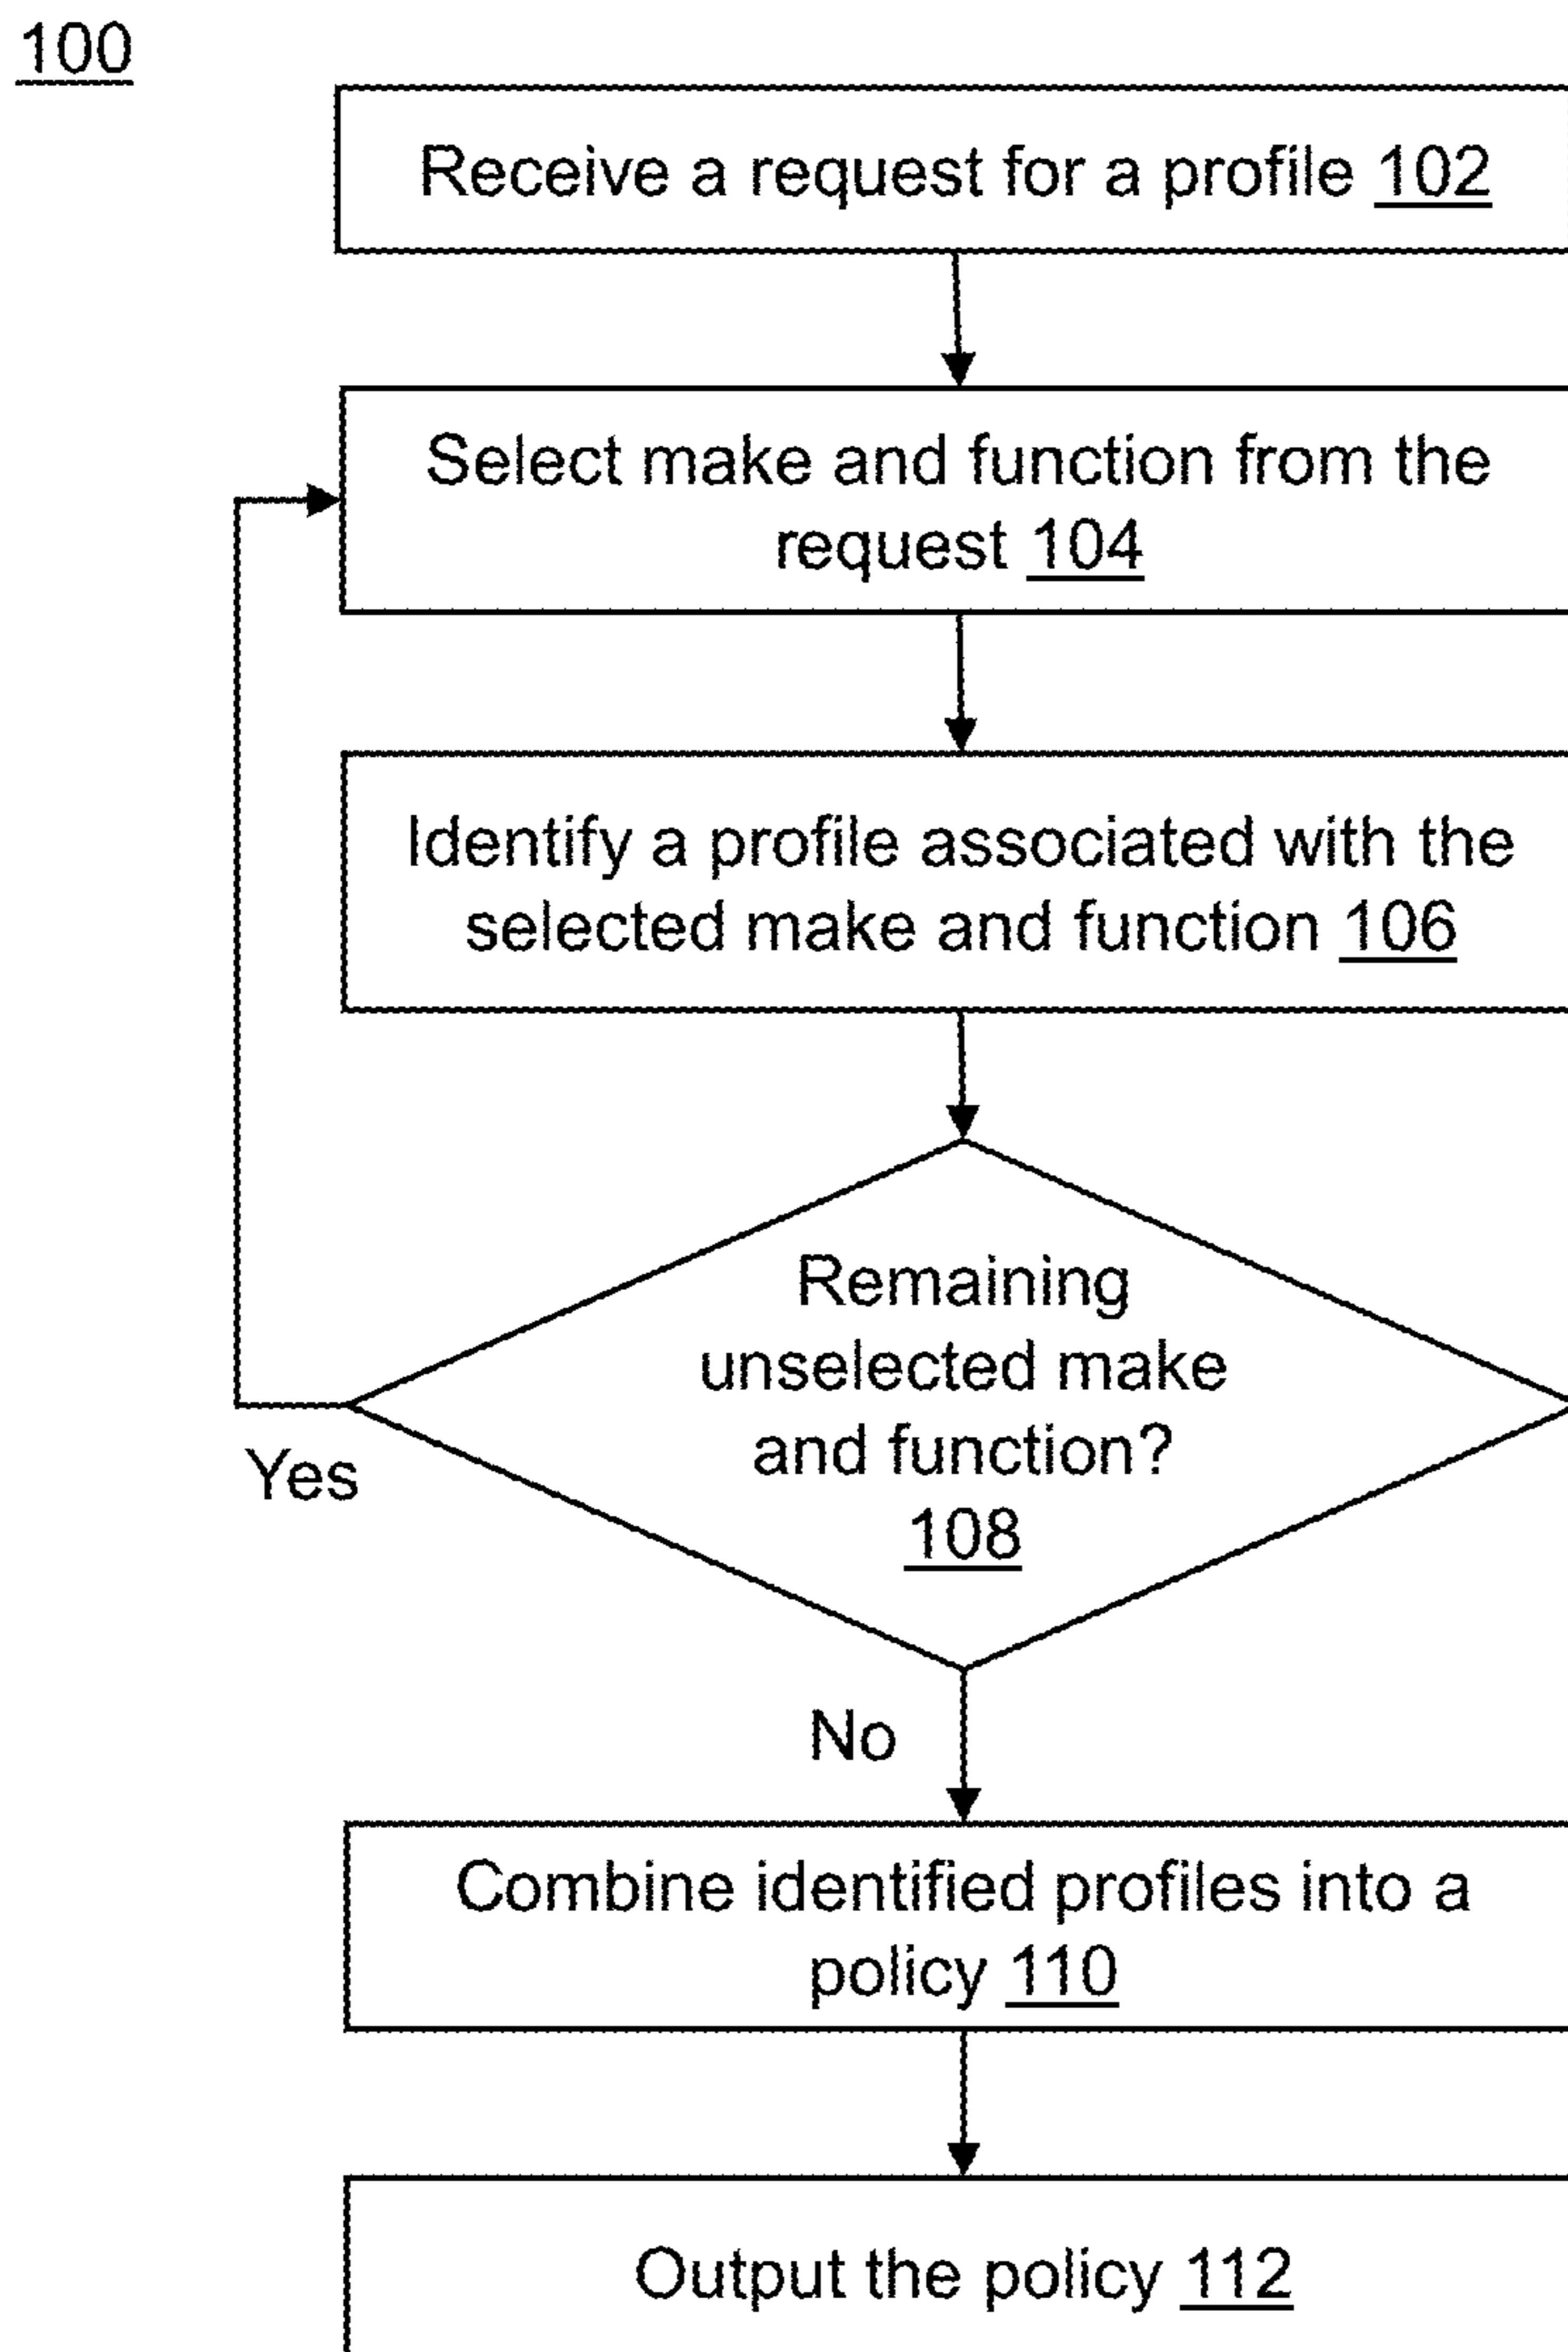 100
Receive a request for a profile 102
Select make and function from the
request 104
Identify a profile associated with the
selected make and function 106
Remaining
unselected make
and function?
108
Yes
No
Combine identified profiles into a
policy 110
Output the policy 112